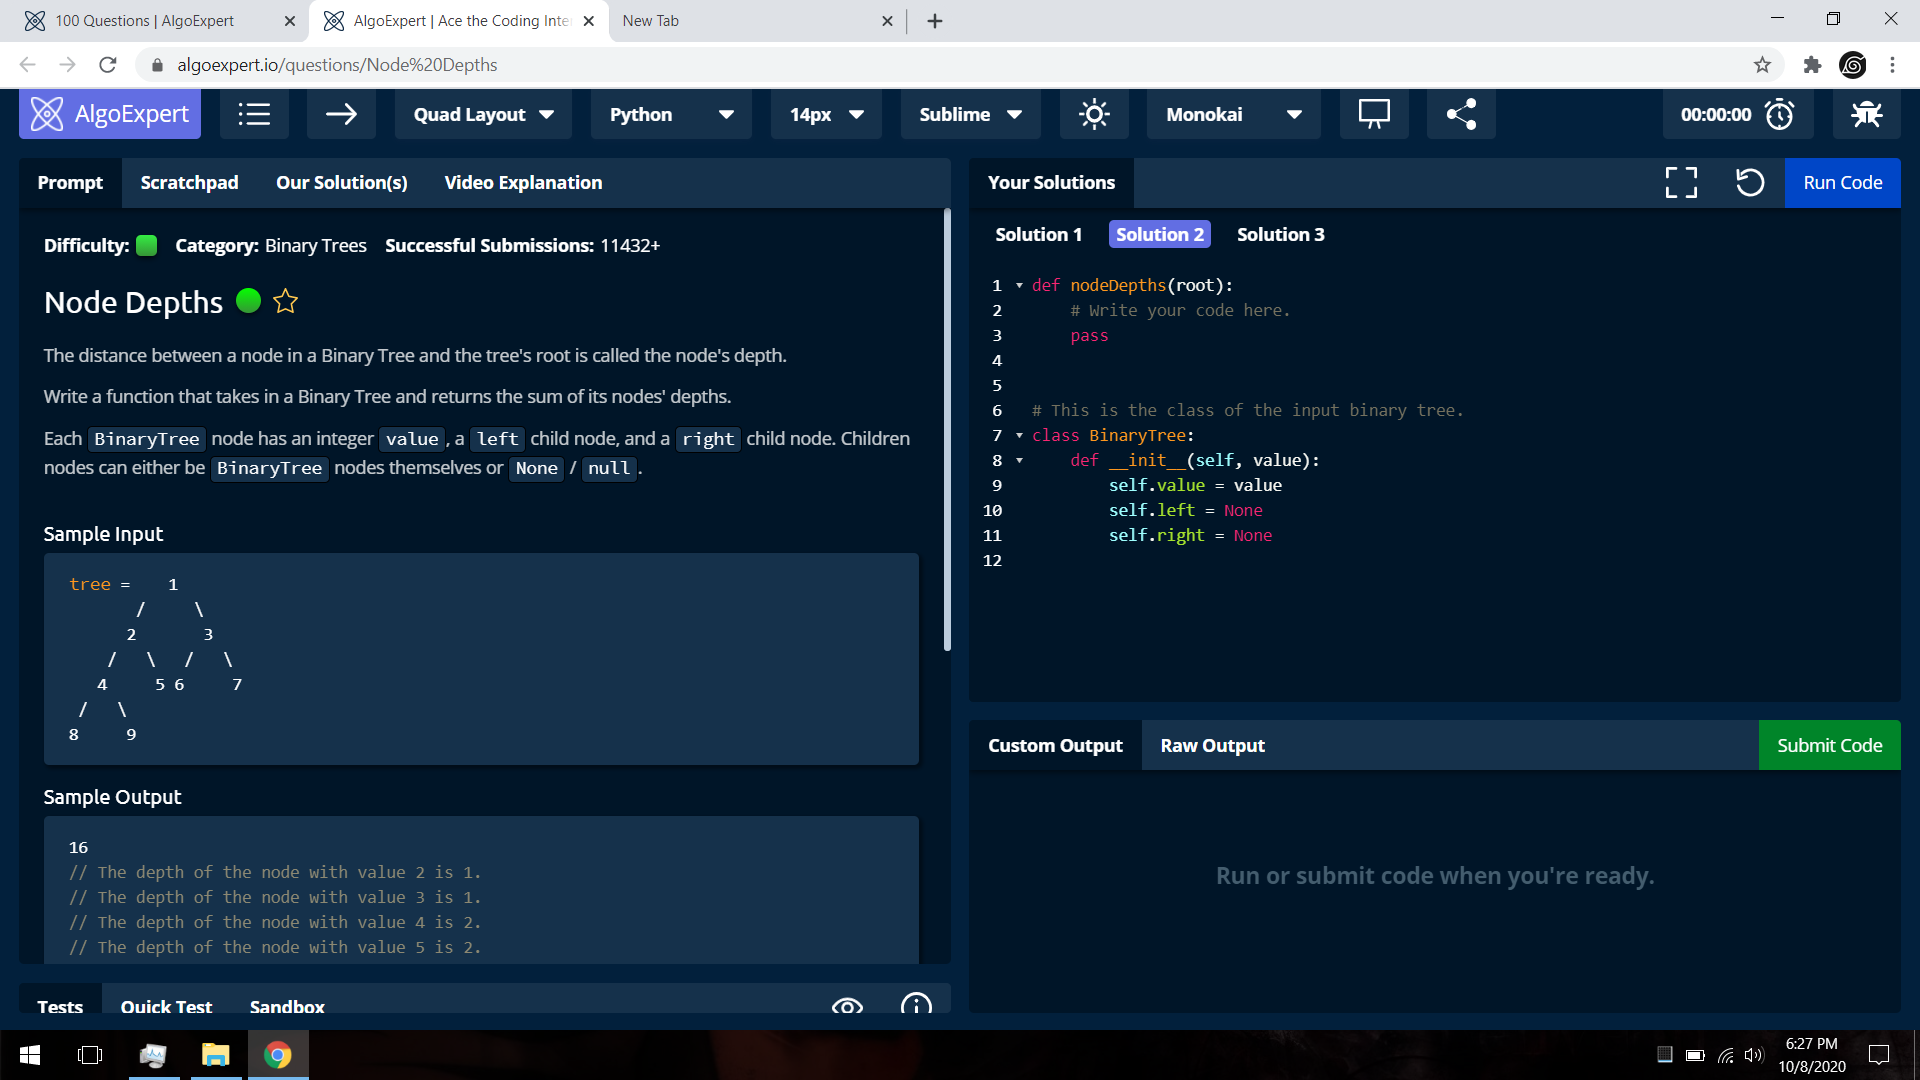 100 Questions | AlgoExpert
AlgoExpert | Ace the Coding Inte
New Tab
algoexpert.io/questions/Node%20Depths
AlgoExpert
Quad Layout
Python
14px
Sublime
Monokai
00:00:00
Prompt
Scratchpad
Our Solution(s)
Video Explanation
Difficulty:
Category: Binary Trees
Successful Submissions: 11432+
Node Depths
The distance between a node in a Binary Tree and the tree's root is called the node's depth.
Write a function that takes in a Binary Tree and returns the sum of its nodes' depths.
Each BinaryTree node has an integer value , a left child node, and a right child node. Children
nodes can either be BinaryTree nodes themselves or None / null .
Sample Input
tree =    1
       /     \
      2       3
    /   \   /   \
   4     5 6     7
 /   \
8     9
Sample Output
16
// The depth of the node with value 2 is 1.
// The depth of the node with value 3 is 1.
// The depth of the node with value 4 is 2.
// The depth of the node with value 5 is 2.
Tests
Quick Test
Sandbox
Your Solutions
Run Code
Solution 1
Solution 2
Solution 3
1 def nodeDepths(root):
2     # Write your code here.
3     pass
4
5
6 # This is the class of the input binary tree.
7 class BinaryTree:
8     def __init__(self, value):
9         self.value = value
10         self.left = None
11         self.right = None
12
Custom Output
Raw Output
Submit Code
Run or submit code when you're ready.
6:27 PM
10/8/2020